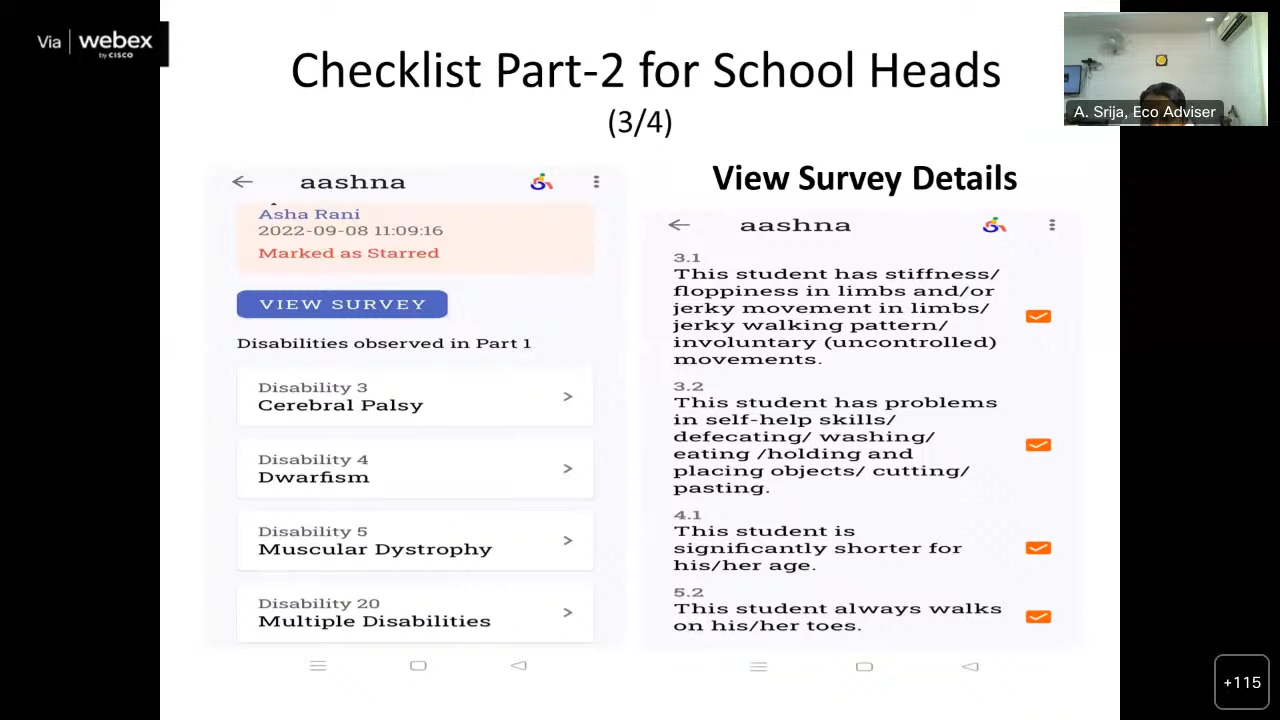 Via webex
by CISCO
Checklist Part-2 for School Heads
(3/4)
A. Srija, Eco Adviser
aashna
Asha Rani
2022-09-08 11:09:16
Marked as Starred
VIEW SURVEY
Disabilities observed in Part 1
Disability 3
Cerebral Palsy
Disability 4
Dwarfism
Disability 5
Muscular Dystrophy
Disability 20
Multiple Disabilities
View Survey Details
aashna
3.1
This student has stiffness/
floppiness in limbs and/or
jerky movement in limbs/
jerky walking pattern/
involuntary (uncontrolled)
movements.
3.2
This student has problems
in self-help skills/
defecating/ washing/
eating /holding and
placing objects/ cutting/
pasting.
4.1
This student is
significantly shorter for
his/her age.
5.2
This student always walks
on his/her toes.
+115